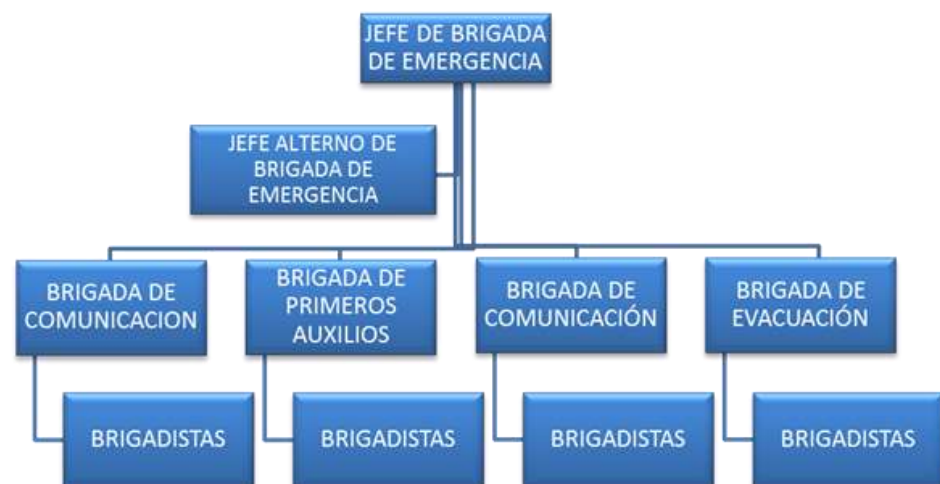 JEFE DE BRIGADA
DE EMERGENCIA
JEFE ALTERNO DE
BRIGADA DE
EMERGENCIA
BRIGADA DE
COMUNICACION
BRIGADA DE
PRIMEROS
AUXILIOS
BRIGADA DE
COMUNICACIÓN
BRIGADA DE
EVACUACIÓN
BRIGADISTAS
BRIGADISTAS
BRIGADISTAS
BRIGADISTAS